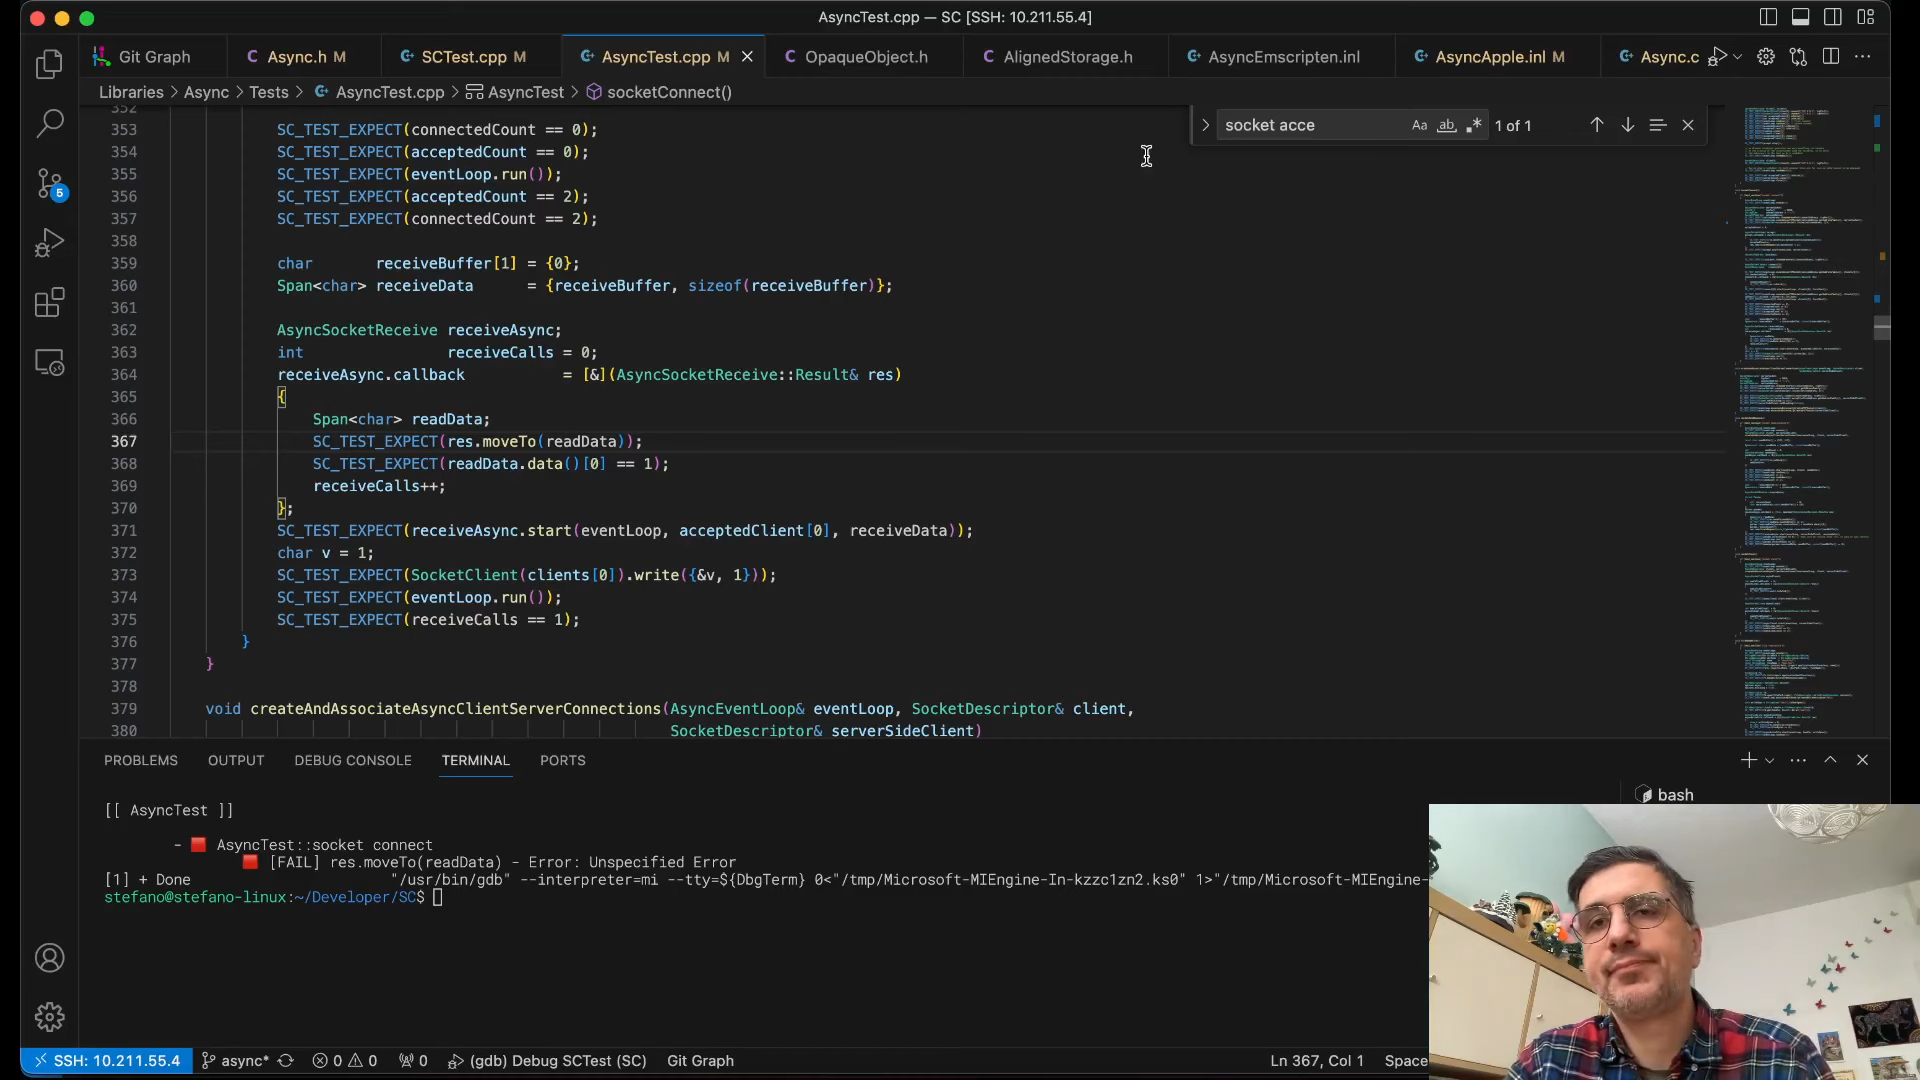 AsyncTest.cpp — SC [SSH: 10.211.55.4]
Git Graph
Async.h M
SCTest.cpp M
AsyncTest.cpp M
OpaqueObject.h
AlignedStorage.h
AsyncEmscripten.inl
AsyncApple.inl M
Async.c
Libraries > Async > Tests > AsyncTest.cpp > AsyncTest > socketConnect()
socket acce
Aa ab .*
1 of 1
352
353 SC_TEST_EXPECT(connectedCount == 0);
354 SC_TEST_EXPECT(acceptedCount == 0);
355 SC_TEST_EXPECT(eventLoop.run());
356 SC_TEST_EXPECT(acceptedCount == 2);
357 SC_TEST_EXPECT(connectedCount == 2);
358
359 char receiveBuffer[1] = {0};
360 Span<char> receiveData = {receiveBuffer, sizeof(receiveBuffer)};
361
362 AsyncSocketReceive receiveAsync;
363 int receiveCalls = 0;
364 receiveAsync.callback = [&](AsyncSocketReceive::Result& res)
365 {
366 Span<char> readData;
367 SC_TEST_EXPECT(res.moveTo(readData));
368 SC_TEST_EXPECT(readData.data()[0] == 1);
369 receiveCalls++;
370 };
371 SC_TEST_EXPECT(receiveAsync.start(eventLoop, acceptedClient[0], receiveData));
372 char v = 1;
373 SC_TEST_EXPECT(SocketClient(clients[0]).write({&v, 1}));
374 SC_TEST_EXPECT(eventLoop.run());
375 SC_TEST_EXPECT(receiveCalls == 1);
376 }
377 }
378
379 void createAndAssociateAsyncClientServerConnections(AsyncEventLoop& eventLoop, SocketDescriptor& client,
380 SocketDescriptor& serverSideClient)
5
PROBLEMS
OUTPUT
DEBUG CONSOLE
TERMINAL
PORTS
bash
[[ AsyncTest ]]
- AsyncTest::socket connect
[FAIL] res.moveTo(readData) - Error: Unspecified Error
[1] + Done "/usr/bin/gdb" --interpreter=mi --tty=${DbgTerm} 0<"/tmp/Microsoft-MIEngine-In-kzzc1zn2.ks0" 1>"/tmp/Microsoft-MIEngine-
stefano@stefano-linux:~/Developer/SC$
SSH: 10.211.55.4
async*
0 0
0
(gdb) Debug SCTest (SC)
Git Graph
Ln 367, Col 1
Space